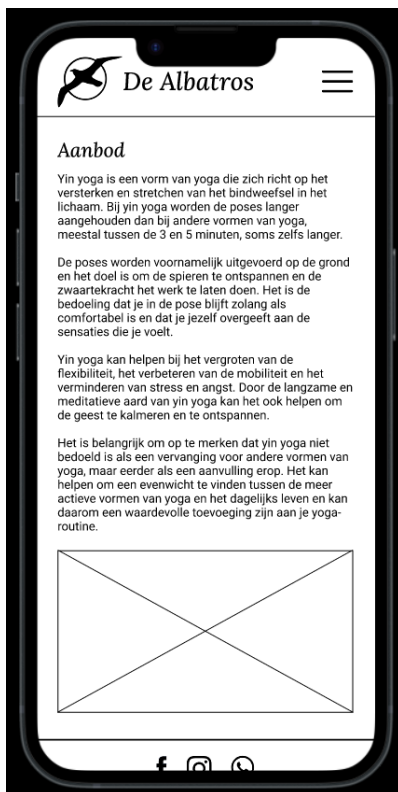 De Albatros
Aanbod
Yin yoga is een vorm van yoga die zich richt op het
versterken en stretchen van het bindweefsel in het
lichaam. Bij yin yoga worden de poses langer
aangehouden dan bij andere vormen van yoga,
meestal tussen de 3 en 5 minuten, soms zelfs langer.
De poses worden voornamelijk uitgevoerd op de grond
en het doel is om de spieren te ontspannen en de
zwaartekracht het werk te laten doen. Het is de
bedoeling dat je in de pose blijft zolang als
comfortabel is en dat je jezelf overgeeft aan de
sensaties die je voelt.
Yin yoga kan helpen bij het vergroten van de
flexibiliteit, het verbeteren van de mobiliteit en het
verminderen van stress en angst. Door de langzame en
meditatieve aard van yin yoga kan het ook helpen om
de geest te kalmeren en te ontspannen.
Het is belangrijk om op te merken dat yin yoga niet
bedoeld is als een vervanging voor andere vormen van
yoga, maar eerder als een aanvulling erop. Het kan
helpen om een evenwicht te vinden tussen de meer
actieve vormen van yoga en het dagelijks leven en kan
daarom een waardevolle toevoeging zijn aan je yoga-
routine.